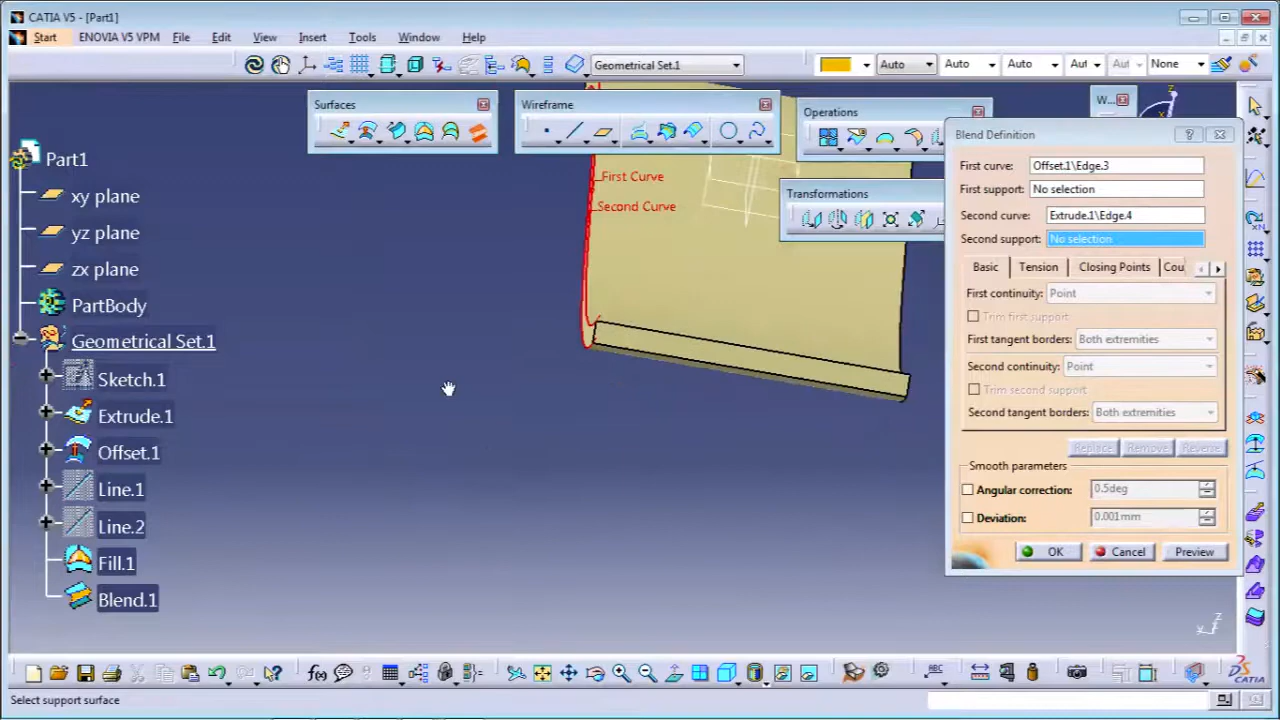 CATIA V5 - [Part1]
Start ENOVIA V5 VPM File Edit View Insert Tools Window Help
Geometrical Set.1 Auto Auto Auto Aut Aut None
Surfaces
Wireframe
Operations
W...
z
Transformations
Part1
xy plane
yz plane
zx plane
PartBody
Geometrical Set.1
Sketch.1
Extrude.1
Offset.1
Line.1
Line.2
Fill.1
Blend.1
First Curve
Second Curve
Blend Definition
First curve: Offset.1\Edge.3
First support: No selection
Second curve: Extrude.1\Edge.4
Second support: No selection
Basic Tension Closing Points Cou
First continuity: Point
Trim first support
First tangent borders: Both extremities
Second continuity: Point
Trim second support
Second tangent borders: Both extremities
Replace Remove Reverse
Smooth parameters
Angular correction: 0.5deg
Deviation: 0.001mm
OK Cancel Preview
x z
f(x) ABC
CATIA
Select support surface